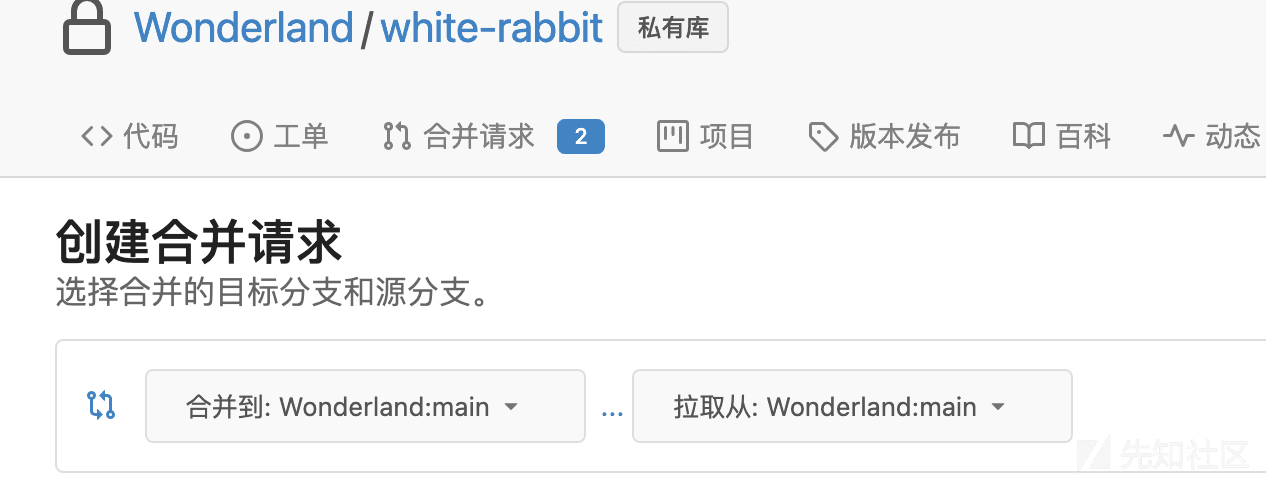 Wonderland/white-rabbit 私有库
代码 工单 合并请求 2 项目 版本发布 百科 动态
创建合并请求
选择合并的目标分支和源分支。
合并到: Wonderland:main ... 拉取从: Wonderland:main
先知社区